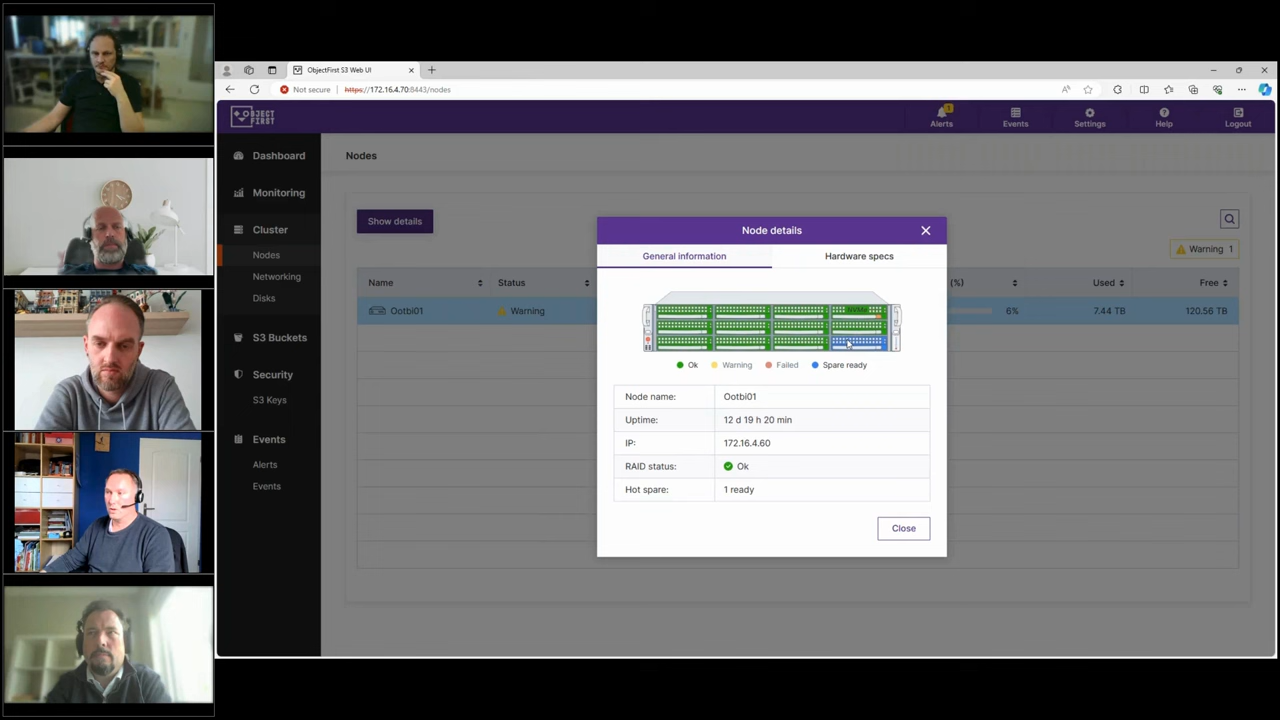 ObjectFirst S3 Web UI
Not secure https://172.16.4.70:8443/nodes
OBJECT FIRST
1
Alerts Events Settings Help Logout
Dashboard
Monitoring
Cluster
Nodes
Networking
Disks
S3 Buckets
Security
S3 Keys
Events
Alerts
Events
Nodes
Show details
Warning 1
Name Status (%) Used Free
Ootbi01 Warning 6% 7.44 TB 120.56 TB
Node details
General information Hardware specs
NVMe
Ok Warning Failed Spare ready
Node name: Ootbi01
Uptime: 12 d 19 h 20 min
IP: 172.16.4.60
RAID status: Ok
Hot spare: 1 ready
Close